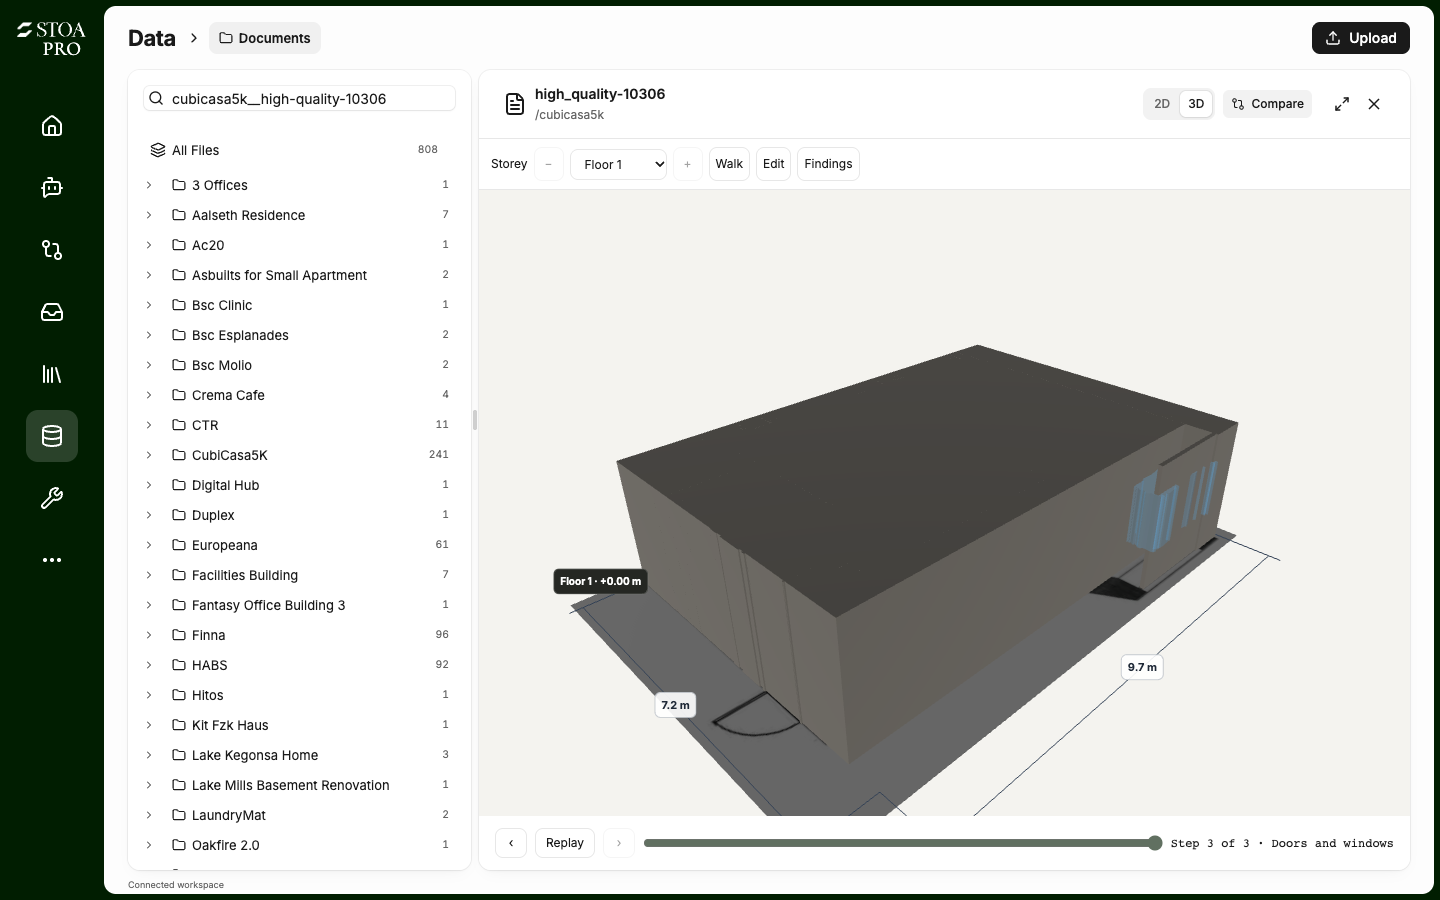 STOA
PRO
Data
Documents
Upload
cubicasa5k__high-quality-10306
All Files 808
3 Offices 1
Aalseth Residence 7
Ac20 1
Asbuilts for Small Apartment 2
Bsc Clinic 1
Bsc Esplanades 2
Bsc Molio 2
Crema Cafe 4
CTR 11
CubiCasa5K 241
Digital Hub 1
Duplex 1
Europeana 61
Facilities Building 7
Fantasy Office Building 3 1
Finna 96
HABS 92
Hitos 1
Kit Fzk Haus 1
Lake Kegonsa Home 3
Lake Mills Basement Renovation 1
LaundryMat 2
Oakfire 2.0 1
Connected workspace
high_quality-10306
/cubicasa5k
2D 3D Compare
Storey − Floor 1 + Walk Edit Findings
Floor 1 · +0.00 m
9.7 m
7.2 m
‹ Replay › Step 3 of 3 · Doors and windows